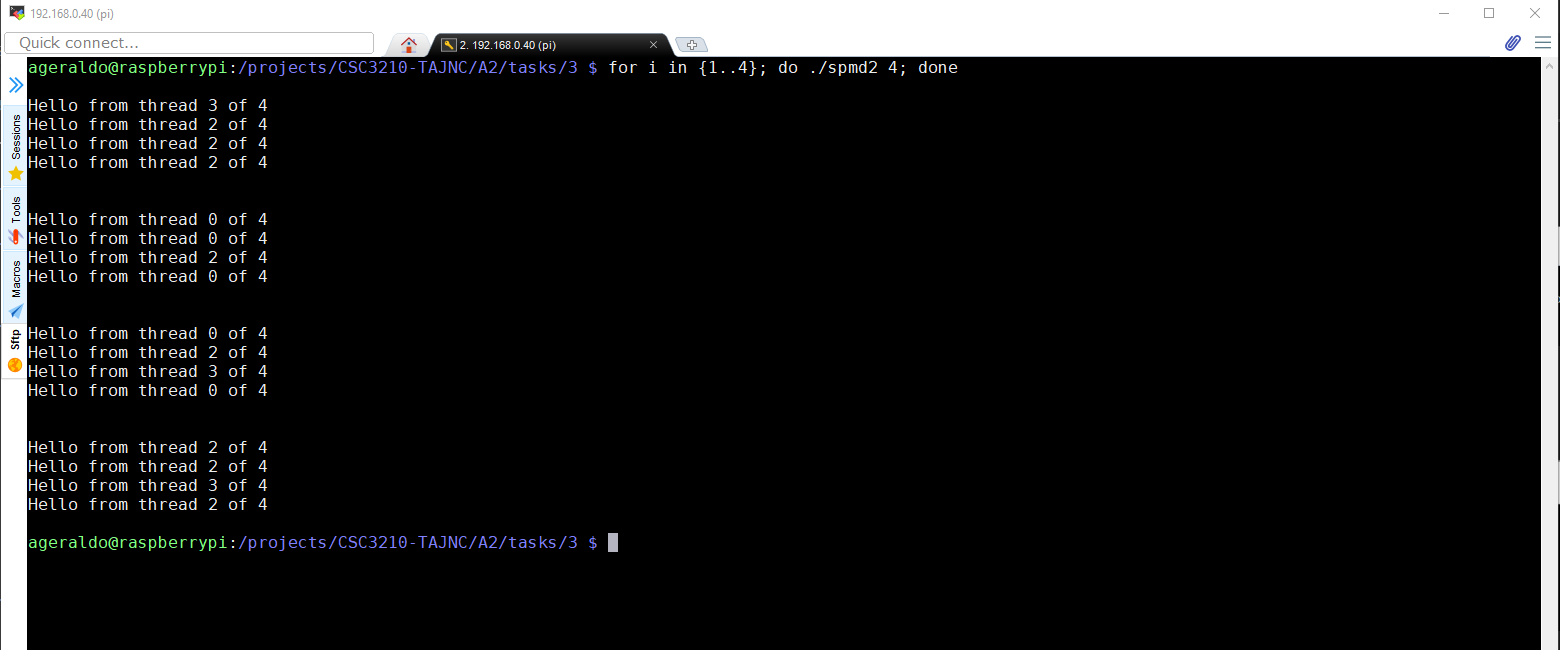 192.168.0.40 (pi)
Quick connect...
2. 192.168.0.40 (pi)
Sessions
Tools
Macros
Sftp
ageraldo@raspberrypi:/projects/CSC3210-TAJNC/A2/tasks/3 $ for i in {1..4}; do ./spmd2 4; done
Hello from thread 3 of 4
Hello from thread 2 of 4
Hello from thread 2 of 4
Hello from thread 2 of 4
Hello from thread 0 of 4
Hello from thread 0 of 4
Hello from thread 2 of 4
Hello from thread 0 of 4
Hello from thread 0 of 4
Hello from thread 2 of 4
Hello from thread 3 of 4
Hello from thread 0 of 4
Hello from thread 2 of 4
Hello from thread 2 of 4
Hello from thread 3 of 4
Hello from thread 2 of 4
ageraldo@raspberrypi:/projects/CSC3210-TAJNC/A2/tasks/3 $